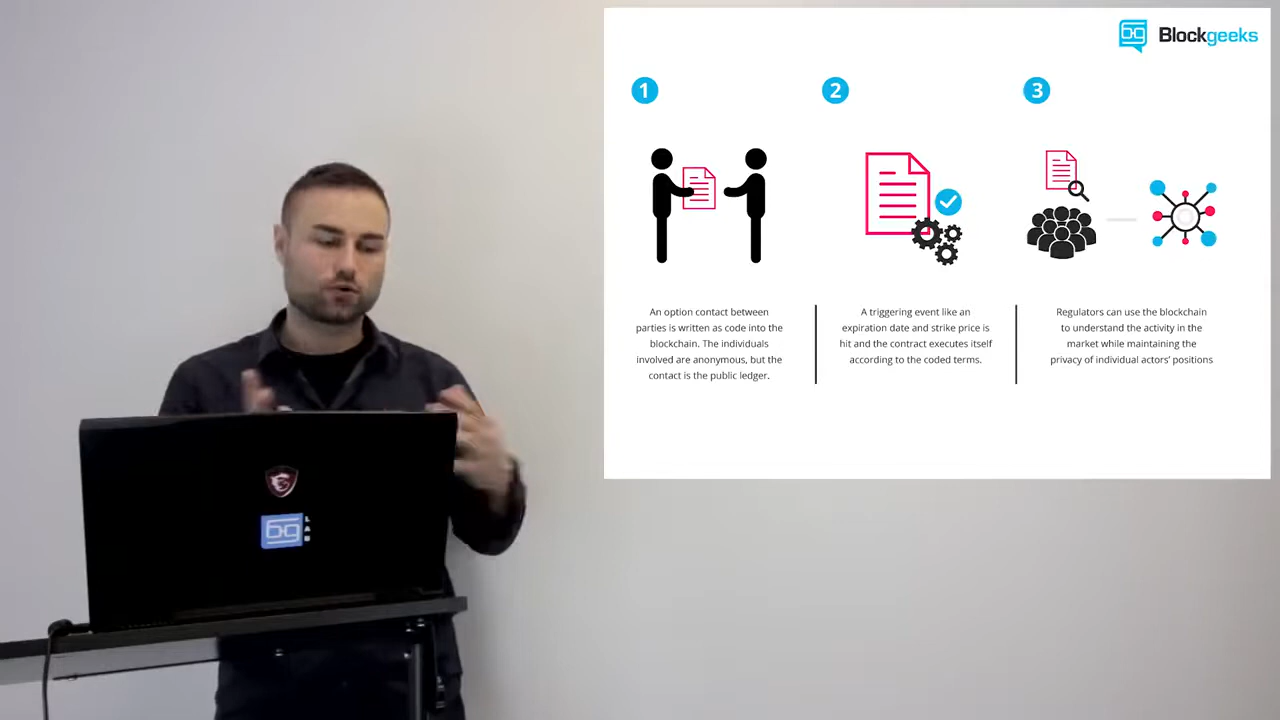 Blockgeeks
1
2
3
An option contact between
parties is written as code into the
blockchain. The individuals
involved are anonymous, but the
contact is the public ledger.
A triggering event like an
expiration date and strike price is
hit and the contract executes itself
according to the coded terms.
Regulators can use the blockchain
to understand the activity in the
market while maintaining the
privacy of individual actors' positions
bg
LAB